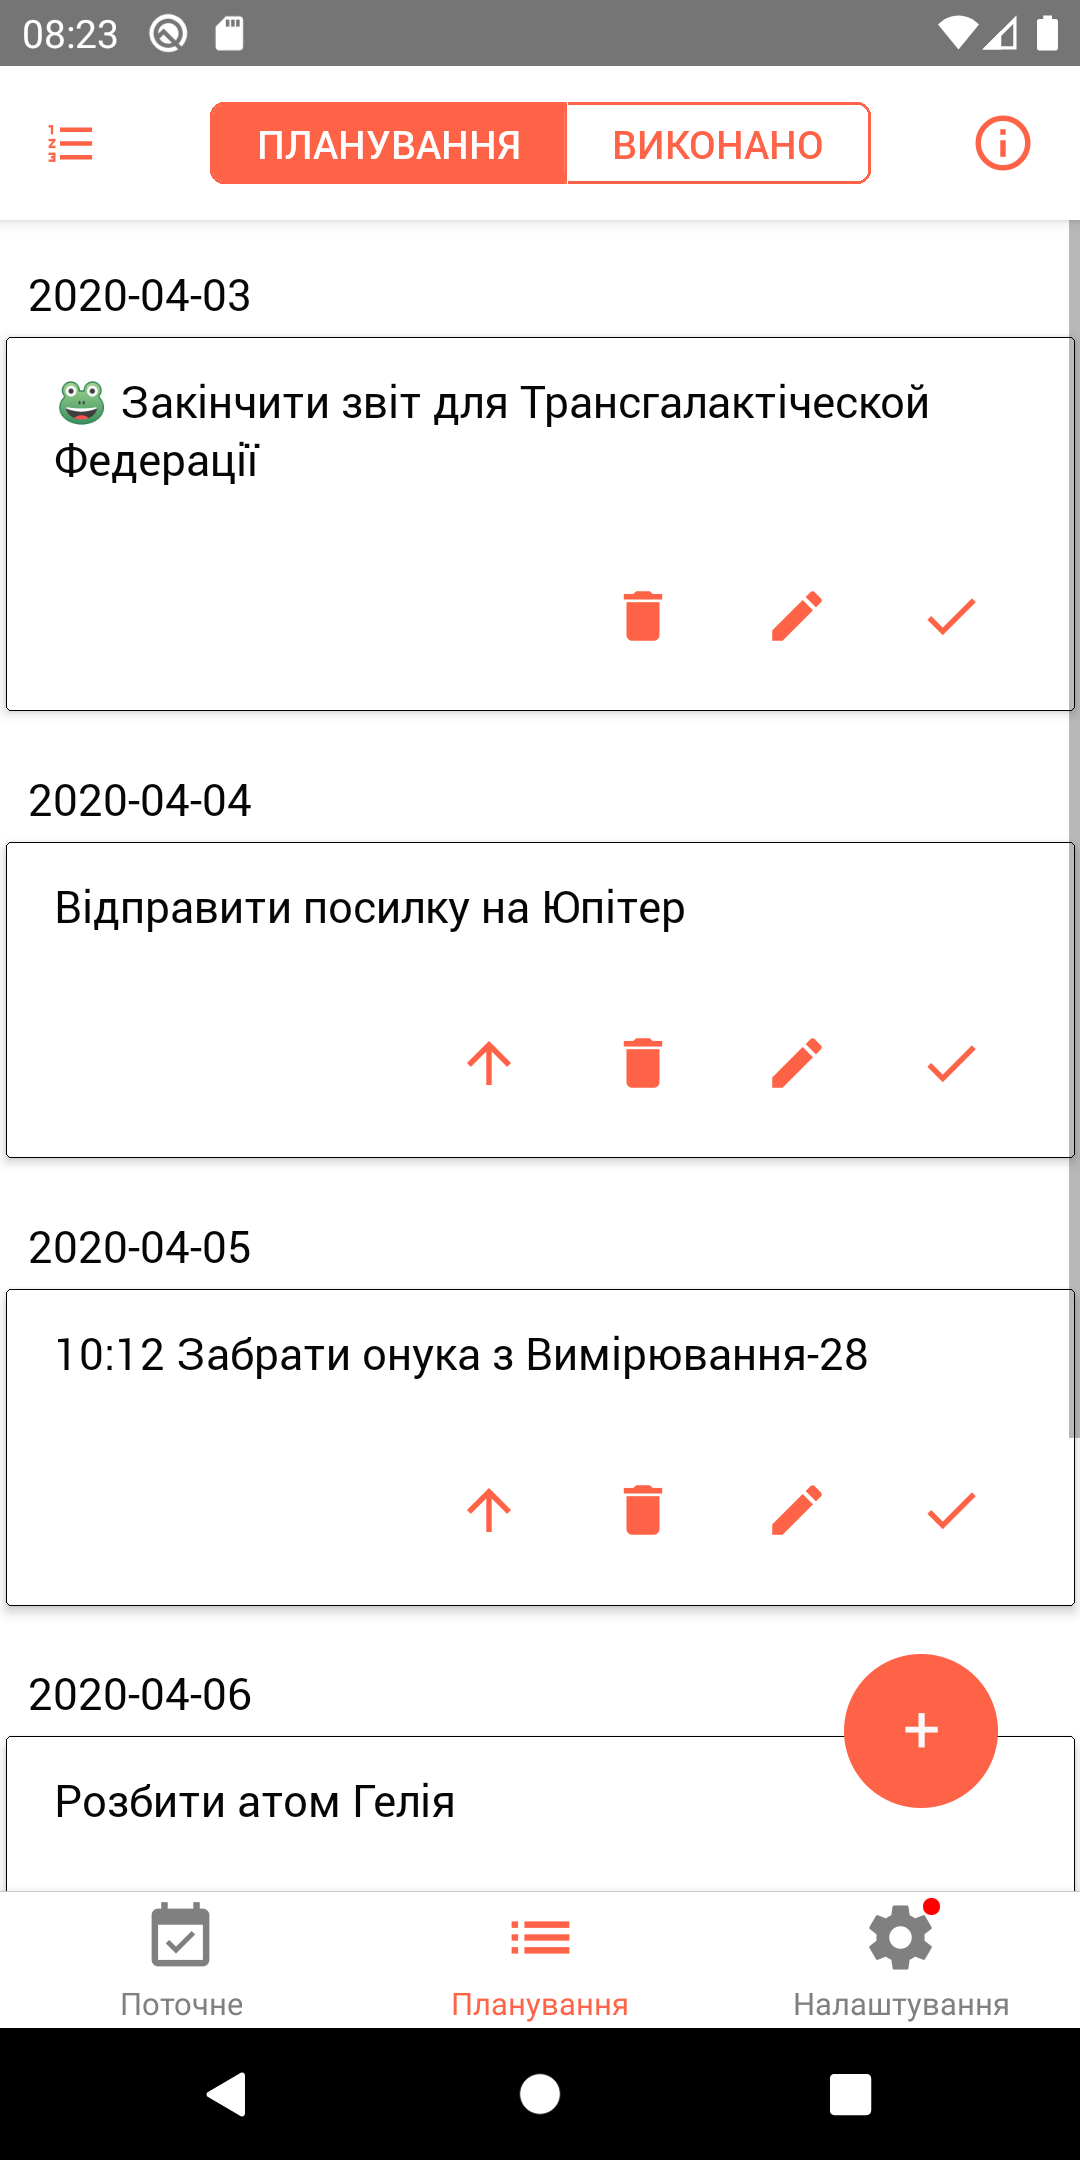 08:23
ПЛАНУВАННЯ ВИКОНАНО
2020-04-03
🐸 Закінчити звіт для Трансгалактіческой
Федерації
2020-04-04
Відправити посилку на Юпітер
2020-04-05
10:12 Забрати онука з Вимірювання-28
2020-04-06
+
Розбити атом Гелія
Поточне Планування Налаштування